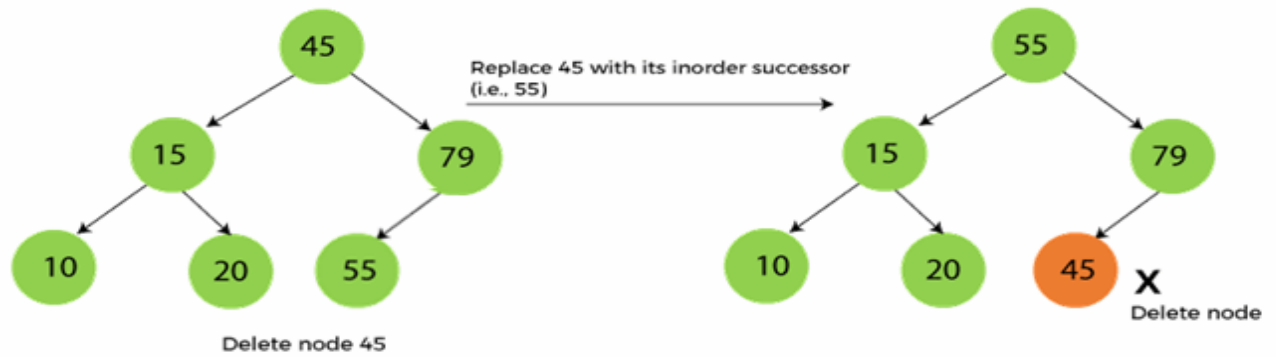 45
55
Replace 45 with its inorder successor
(i.e., 55)
15
79
15
79
10
20
55
10
20
45
X
Delete node
Delete node 45